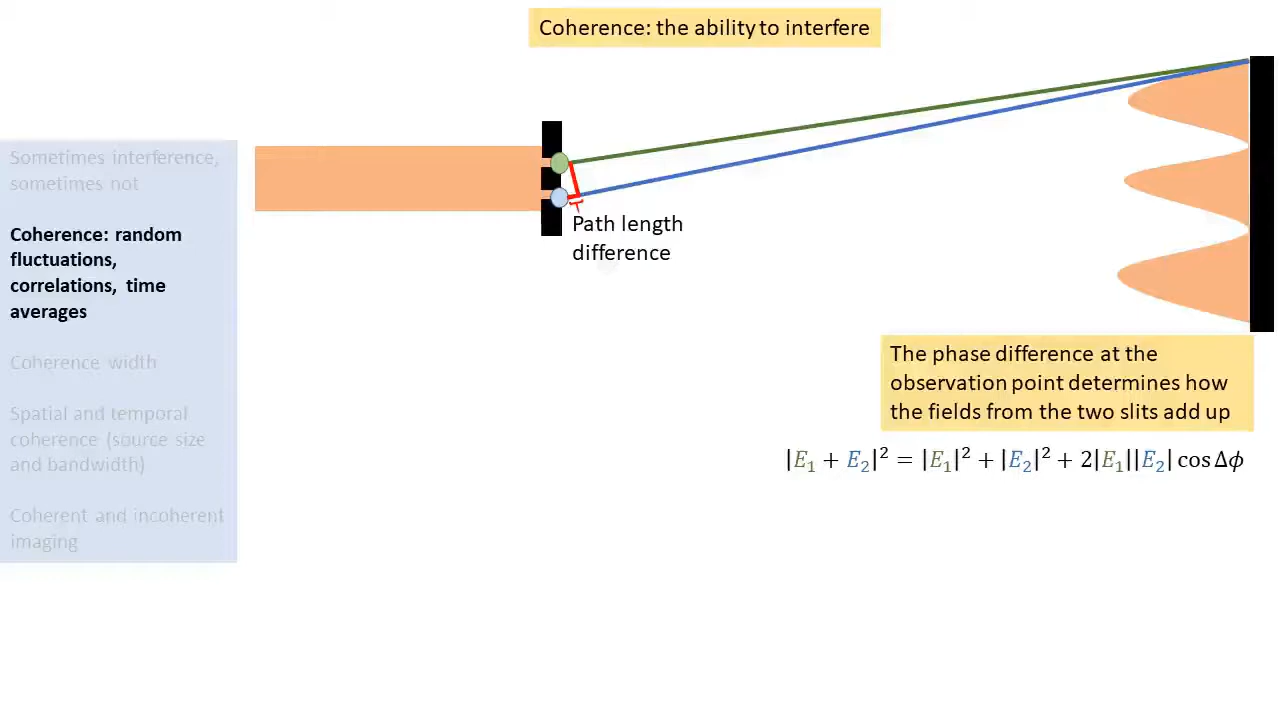 Coherence: the ability to interfere
Sometimes interference,
sometimes not
Coherence: random
fluctuations,
correlations, time
averages
Coherence width
Spatial and temporal
coherence (source size
and bandwidth)
Coherent and incoherent
imaging
Path length
difference
The phase difference at the
observation point determines how
the fields from the two slits add up
|E₁ + E₂|² = |E₁|² + |E₂|² + 2|E₁||E₂| cos Δϕ